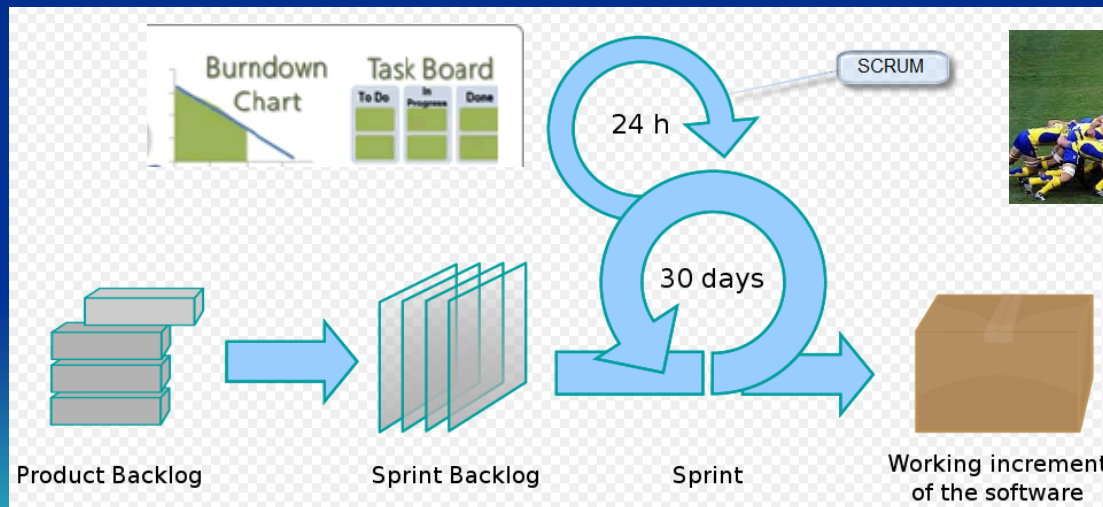 Burndown
Chart
Task Board
To Do
In
Progress
Done
SCRUM
24 h
30 days
Product Backlog
Sprint Backlog
Sprint
Working increment
of the software